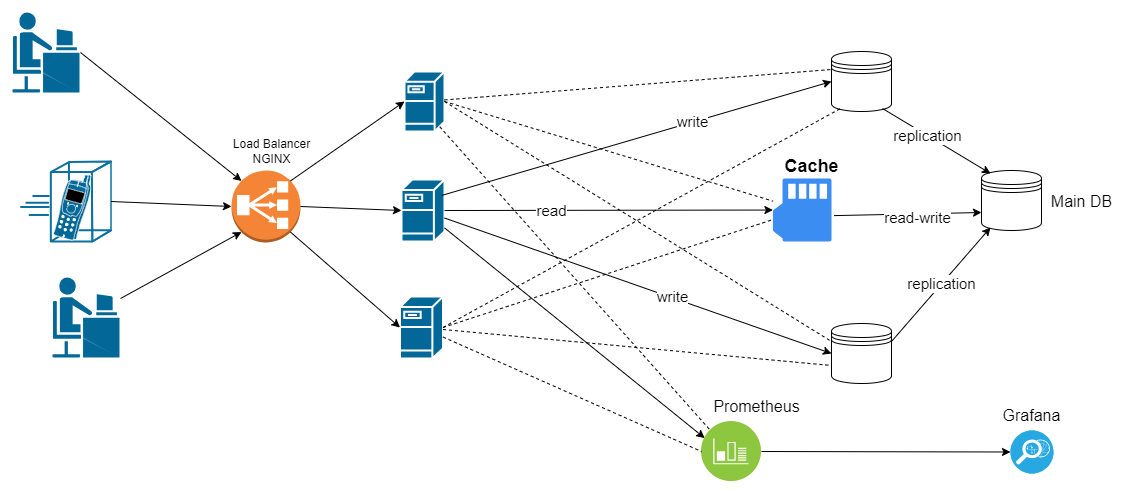 Load Balancer
NGINX
write
replication
Cache
read
read-write
Main DB
write
replication
Prometheus
Grafana